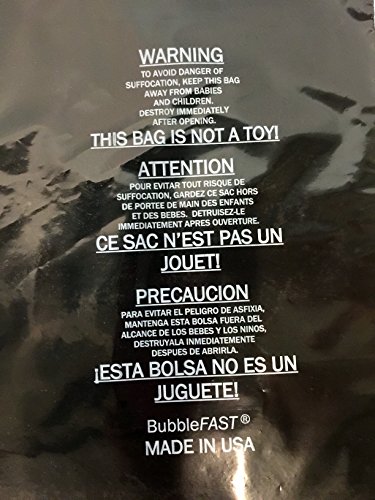 WARNING
TO AVOID DANGER OF
SUFFOCATION, KEEP THIS BAG
AWAY FROM BABIES
AND CHILDREN.
DESTROY IMMEDIATELY
AFTER OPENING.
THIS BAG IS NOT A TOY!
ATTENTION
POUR EVITAR TOUT RISQUE DE
SUFFOCATION, GARDEZ CE SAC HORS
DE PORTEE DE MAIN DES ENFANTS
ET DES BEBES. DETRUISEZ-LE
IMMEDIATEMENT APRES OUVERTURE.
CE SAC N'EST PAS UN
JOUET!
PRECAUCION
PARA EVITAR EL PELIGRO DE ASFIXIA,
MANTENGA ESTA BOLSA FUERA DEL
ALCANCE DE LOS BEBES Y LOS NINOS,
DESTRUYALA INMEDIATAMENTE
DESPUES DE ABRIRLA.
¡ESTA BOLSA NO ES UN
JUGUETE!
BubbleFAST®
MADE IN USA